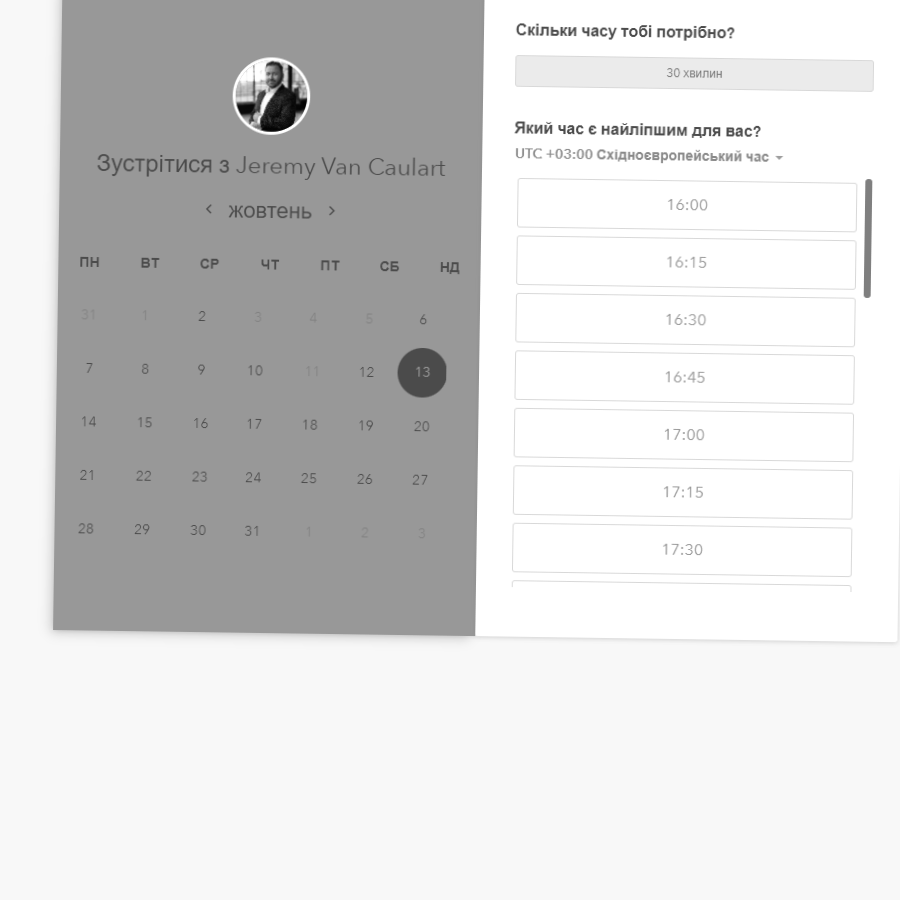 Зустрітися з Jeremy Van Caulart
жовтень
ПН ВТ СР ЧТ ПТ СБ НД
31 1 2 3 4 5 6
7 8 9 10 11 12 13
14 15 16 17 18 19 20
21 22 23 24 25 26 27
28 29 30 31 1 2 3
Скільки часу тобі потрібно?
30 хвилин
Який час є найліпшим для вас?
UTC +03:00 Східноєвропейський час
16:00
16:15
16:30
16:45
17:00
17:15
17:30